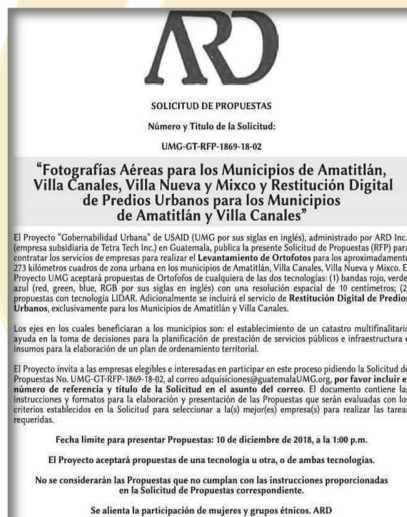 ARD
SOLICITUD DE PROPUESTAS
Número y Título de la Solicitud:
UMG-GT-RFP-1869-18-02
“Fotografías Aéreas para los Municipios de Amatitlán,
Villa Canales, Villa Nueva y Mixco y Restitución Digital
de Predios Urbanos para los Municipios
de Amatitlán y Villa Canales”
El Proyecto “Gobernabilidad Urbana” de USAID (UMG por sus siglas en inglés), administrado por ARD Inc.
(empresa subsidiaria de Tetra Tech Inc.) en Guatemala, publica la presente Solicitud de Propuestas (RFP) para
contratar los servicios de empresas para realizar el Levantamiento de Ortofotos para los aproximadamente
273 kilómetros cuadros de zona urbana en los municipios de Amatitlán, Villa Canales, Villa Nueva y Mixco. E
Proyecto UMG aceptará propuestas de Ortofotos de cualquiera de las dos tecnologías: (1) bandas rojo, verde
azul (red, green, blue, RGB por sus siglas en inglés) con una resolución espacial de 10 centímetros; (2
propuestas con tecnología LIDAR. Adicionalmente se incluirá el servicio de Restitución Digital de Predios
Urbanos, exclusivamente para los Municipios de Amatitlán y Villa Canales.
Los ejes en los cuales beneficiaran a los municipios son: el establecimiento de un catastro multifinalitario
ayuda en la toma de decisiones para la planificación de prestación de servicios públicos e infraestructura e
insumos para la elaboración de un plan de ordenamiento territorial.
El Proyecto invita a las empresas elegibles e interesadas en participar en este proceso pidiendo la Solicitud de
Propuestas No. UMG-GT-RFP-1869-18-02, al correo adquisiciones@guatemalaUMG.org, por favor incluir e
número de referencia y título de la Solicitud en el asunto del correo. El documento contiene las
instrucciones y formatos para la elaboración y presentación de las Propuestas que serán evaluadas con los
criterios establecidos en la Solicitud para seleccionar a la(s) mejor(es) empresa(s) para realizar las tareas
requeridas.
Fecha límite para presentar Propuestas: 10 de diciembre de 2018, a la 1:00 p.m.
El Proyecto aceptará propuestas de una tecnología u otra, o de ambas tecnologías.
No se considerarán las Propuestas que no cumplan con las instrucciones proporcionadas
en la Solicitud de Propuestas correspondiente.
Se alienta la participación de mujeres y grupos étnicos. ARD